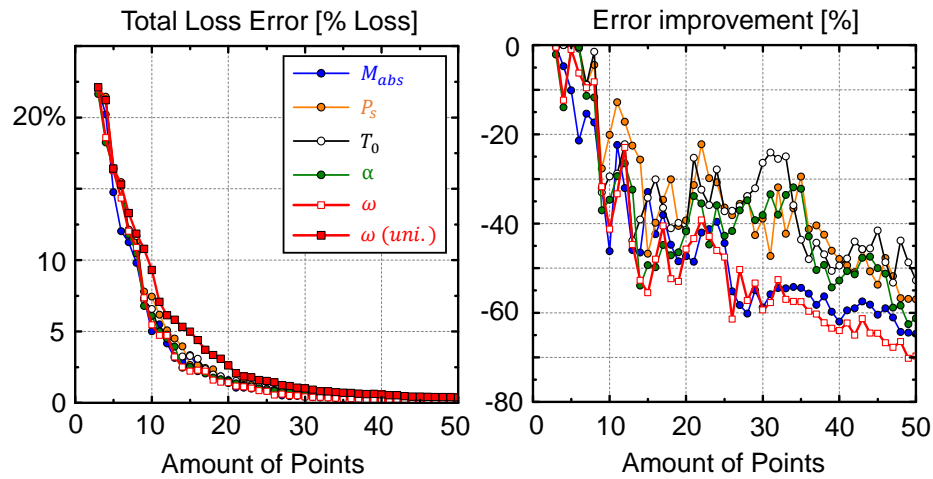 Total Loss Error [% Loss]
20%
10
5
0
0
10
20
30
40
50
Amount of Points
M_abs
P_s
T_0
α
ω
ω (uni.)
Error improvement [%]
0
-20
-40
-60
-80
0
10
20
30
40
50
Amount of Points